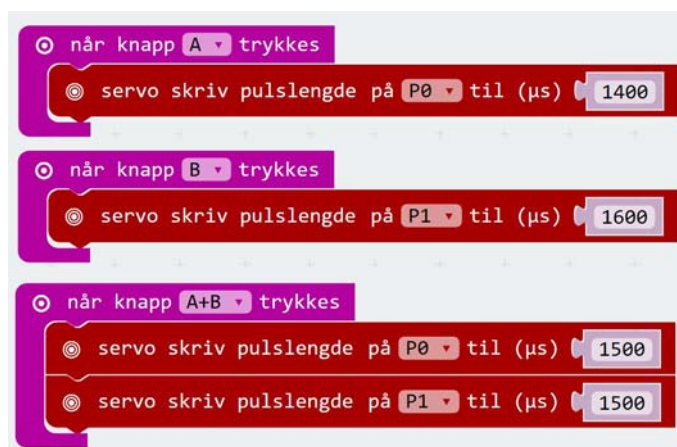 når knapp A trykkes
servo skriv pulslengde på P0 til (µs) 1400
når knapp B trykkes
servo skriv pulslengde på P1 til (µs) 1600
når knapp A+B trykkes
servo skriv pulslengde på P0 til (µs) 1500
servo skriv pulslengde på P1 til (µs) 1500